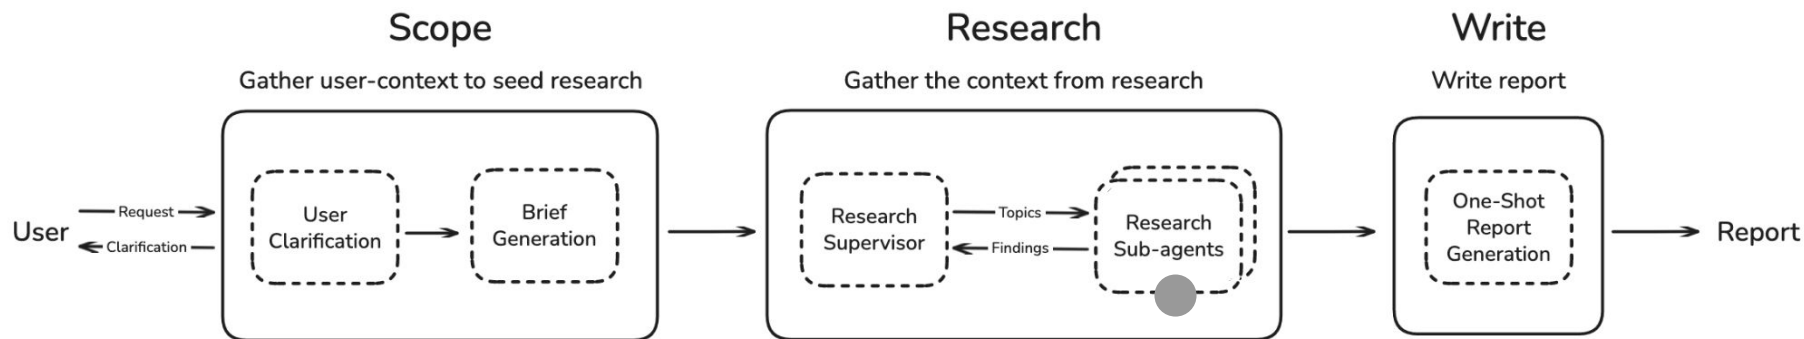 Scope
Gather user-context to seed research
Research
Gather the context from research
Write
Write report
User
Request
Clarification
User
Clarification
Brief
Generation
Research
Supervisor
Topics
Findings
Research
Sub-agents
One-Shot
Report
Generation
Report